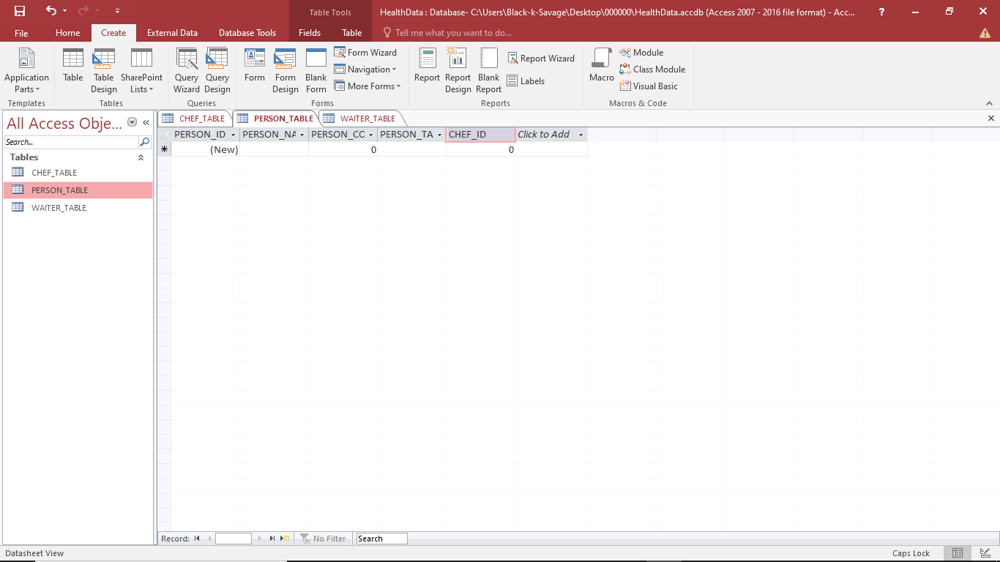 Table Tools
HealthData : Database- C:\Users\Black-k-Savage\Desktop\000000\HealthData.accdb (Access 2007 - 2016 file format) - Acc...
?
File Home Create External Data Database Tools Fields Table Tell me what you want to do...
Application Parts
Templates
Table
Table Design
SharePoint Lists
Tables
Query Wizard
Query Design
Queries
Form
Form Design
Blank Form
Form Wizard
Navigation
More Forms
Forms
Report
Report Design
Blank Report
Report Wizard
Labels
Reports
Macro
Module
Class Module
Visual Basic
Macros & Code
All Access Obje...
Search...
Tables
CHEF_TABLE
PERSON_TABLE
WAITER_TABLE
CHEF_TABLE PERSON_TABLE WAITER_TABLE
PERSON_ID PERSON_NA PERSON_CO PERSON_TA CHEF_ID Click to Add
(New) 0 0
Record: No Filter Search
Datasheet View Caps Lock